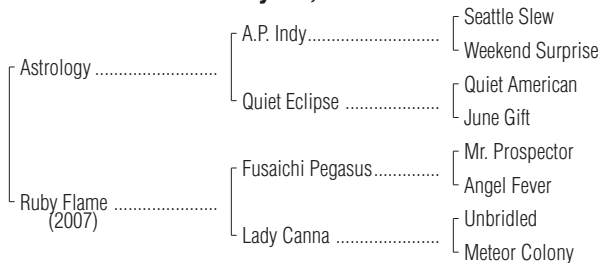 Seattle Slew
A.P. Indy
Weekend Surprise
Astrology
Quiet American
Quiet Eclipse
June Gift
Mr. Prospector
Fusaichi Pegasus
Angel Fever
Ruby Flame
(2007)
Unbridled
Lady Canna
Meteor Colony